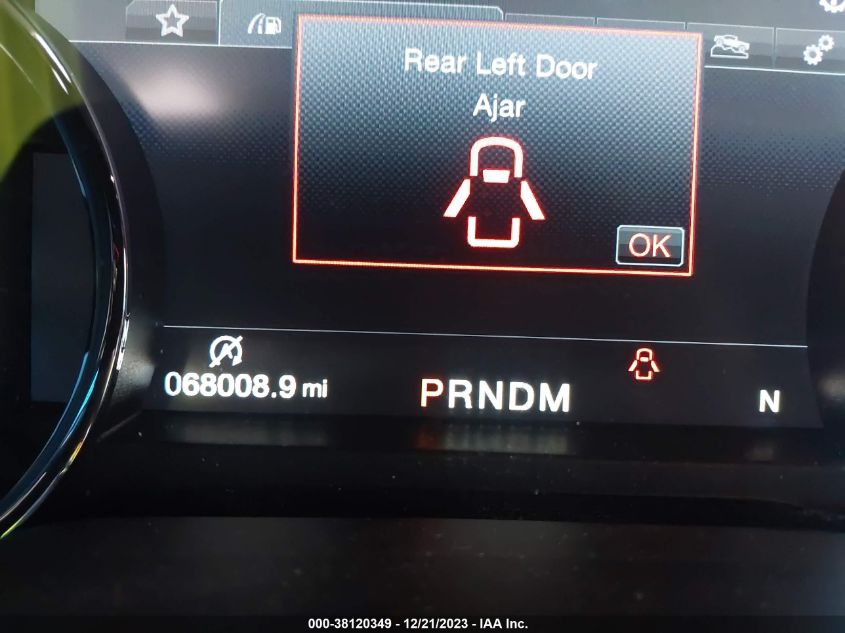 Rear Left Door
Ajar
OK
068008.9 mi
PRNDM
N
000-38120349 - 12/21/2023 - IAA Inc.